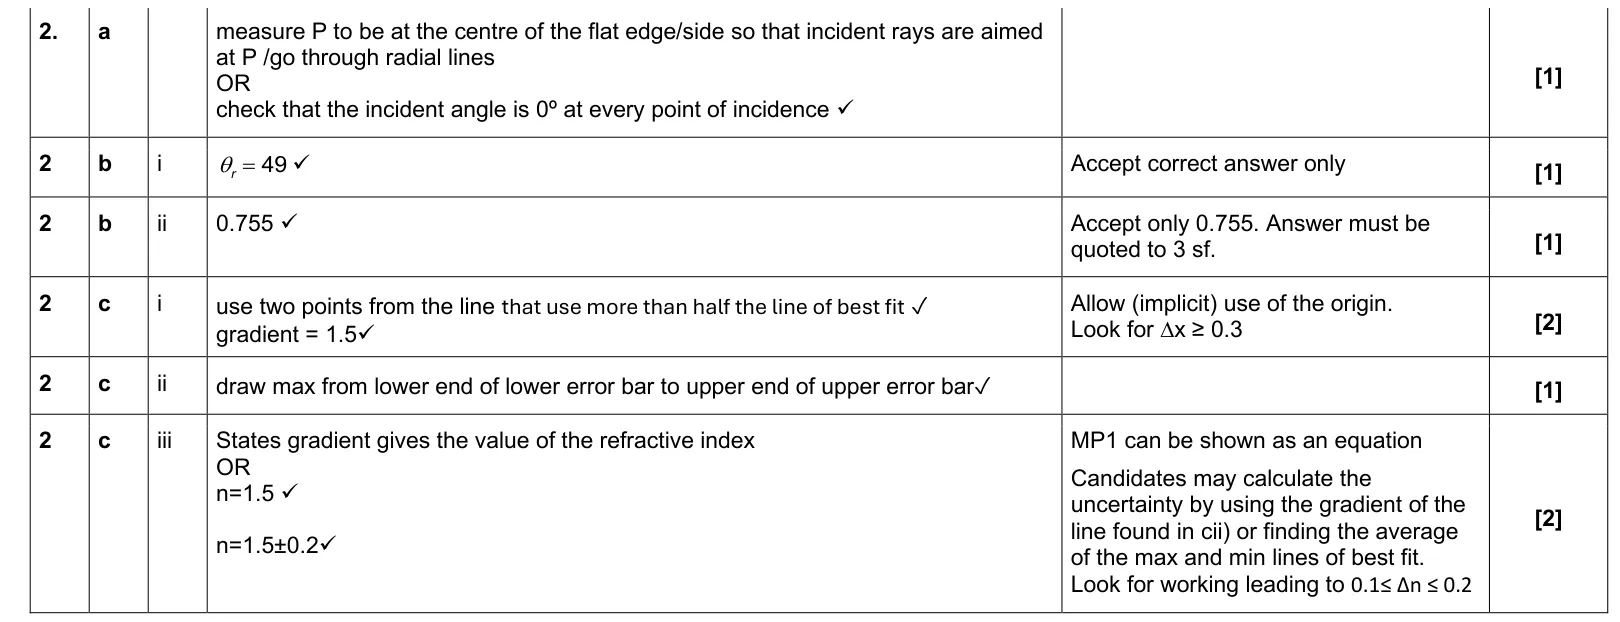 2. a measure P to be at the centre of the flat edge/side so that incident rays are aimed
at P /go through radial lines
OR
check that the incident angle is 0º at every point of incidence ✓
[1]
2 b i θr = 49 ✓ Accept correct answer only [1]
2 b ii 0.755 ✓ Accept only 0.755. Answer must be
quoted to 3 sf.
[1]
2 c i use two points from the line that use more than half the line of best fit ✓
gradient = 1.5✓
Allow (implicit) use of the origin.
Look for Δx ≥ 0.3
[2]
2 c ii draw max from lower end of lower error bar to upper end of upper error bar✓ [1]
2 c iii States gradient gives the value of the refractive index
OR
n=1.5 ✓
n=1.5±0.2✓
MP1 can be shown as an equation
Candidates may calculate the
uncertainty by using the gradient of the
line found in cii) or finding the average
of the max and min lines of best fit.
Look for working leading to 0.1≤ Δn ≤ 0.2
[2]